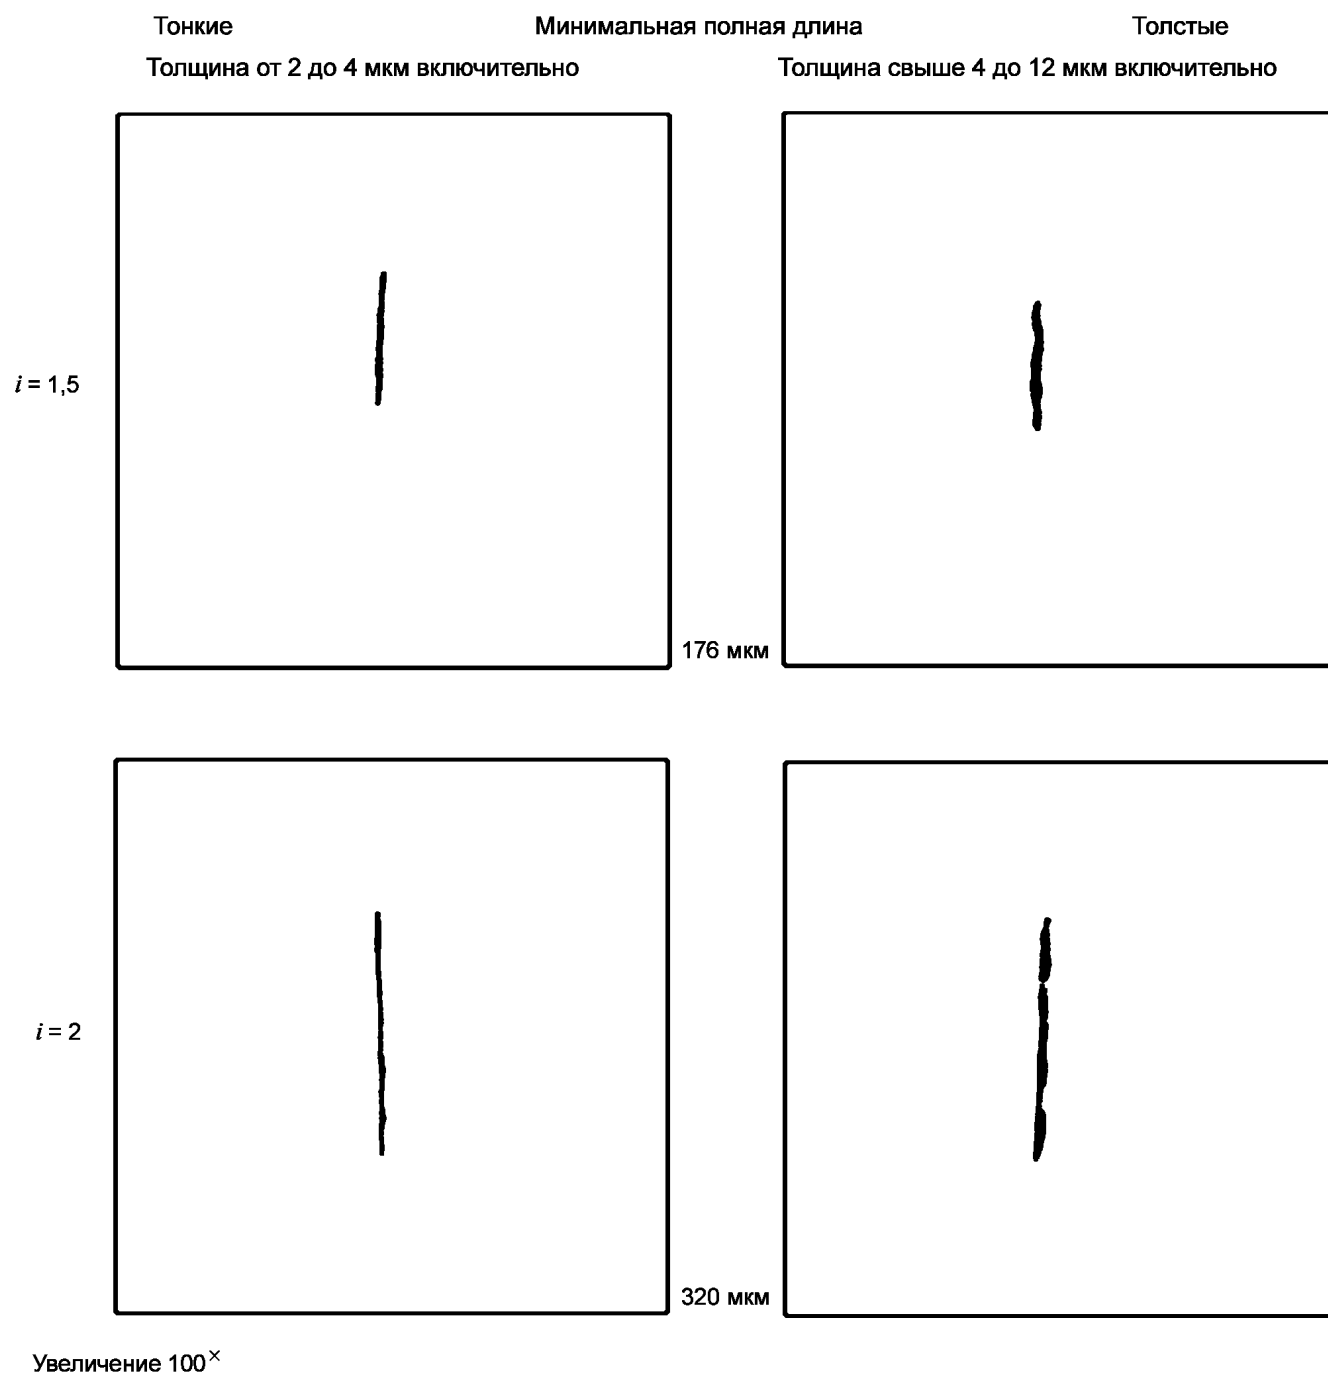 Тонкие Минимальная полная длина Толстые
Толщина от 2 до 4 мкм включительно Толщина свыше 4 до 12 мкм включительно
i = 1,5
176 мкм
i = 2
320 мкм
Увеличение 100×